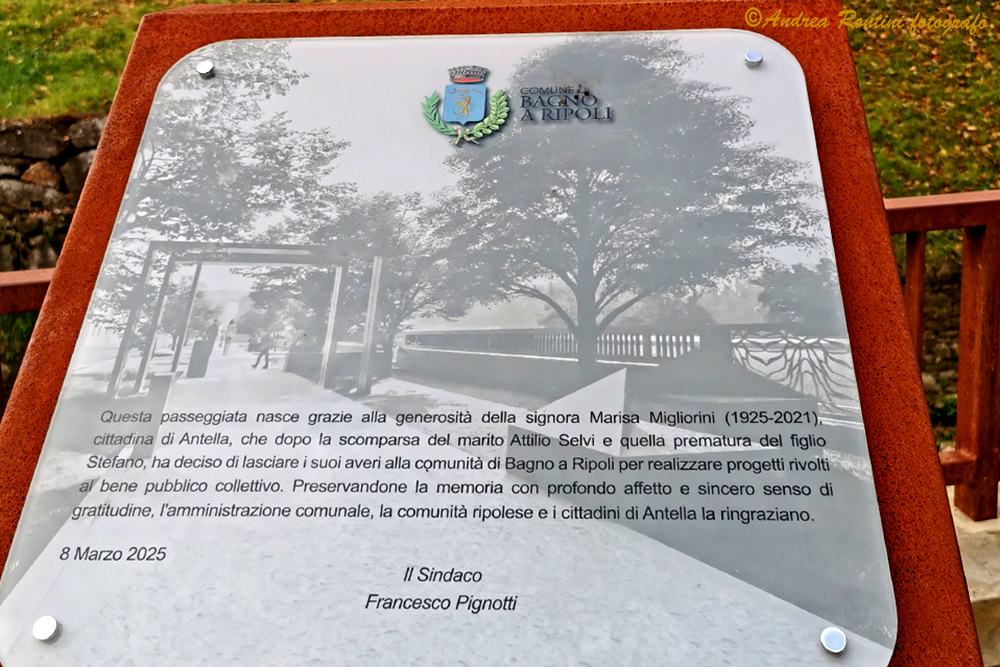 ©Andrea Rontini fotografo
COMUNE DI
BAGNO
A RIPOLI
Questa passeggiata nasce grazie alla generosità della signora Marisa Migliorini (1925-2021),
cittadina di Antella, che dopo la scomparsa del marito Attilio Selvi e quella prematura del figlio
Stefano, ha deciso di lasciare i suoi averi alla comunità di Bagno a Ripoli per realizzare progetti rivolti
al bene pubblico collettivo. Preservandone la memoria con profondo affetto e sincero senso di
gratitudine, l'amministrazione comunale, la comunità ripolese e i cittadini di Antella la ringraziano.
8 Marzo 2025
Il Sindaco
Francesco Pignotti